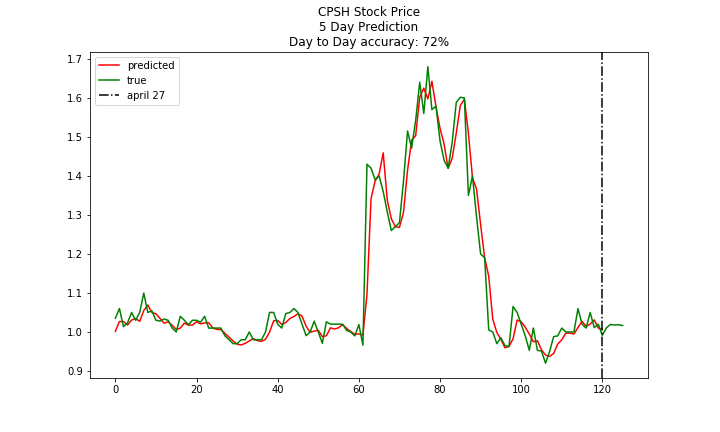 CPSH Stock Price
5 Day Prediction
Day to Day accuracy: 72%
predicted
true
april 27
1.7
1.6
1.5
1.4
1.3
1.2
1.1
1.0
0.9
0
20
40
60
80
100
120